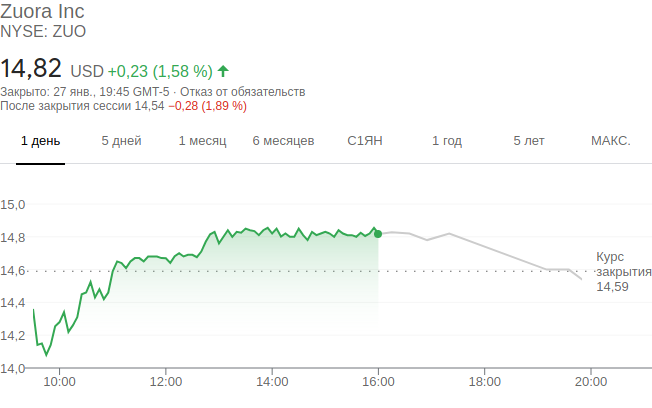 Zuora Inc
NYSE: ZUO
14,82 USD +0,23 (1,58 %)
Закрыто: 27 янв., 19:45 GMT-5 · Отказ от обязательств
После закрытия сессии 14,54 −0,28 (1,89 %)
1 день 5 дней 1 месяц 6 месяцев С1ЯН 1 год 5 лет МАКС.
15,0
14,8
14,6
14,4
14,2
14,0
Курс
закрытия
14,59
10:00 12:00 14:00 16:00 18:00 20:00